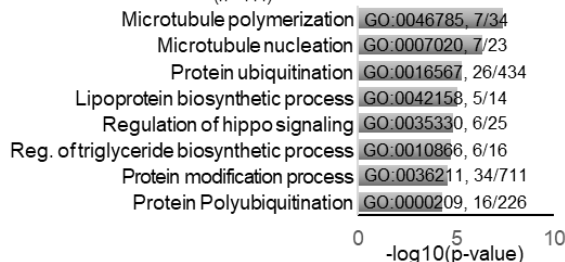 Microtubule polymerization GO:0046785, 7/34
Microtubule nucleation GO:0007020, 7/23
Protein ubiquitination GO:0016567, 26/434
Lipoprotein biosynthetic process GO:0042158, 5/14
Regulation of hippo signaling GO:0035330, 6/25
Reg. of triglyceride biosynthetic process GO:0010866, 6/16
Protein modification process GO:0036211, 34/711
Protein Polyubiquitination GO:0000209, 16/226
0 5 10
-log10(p-value)